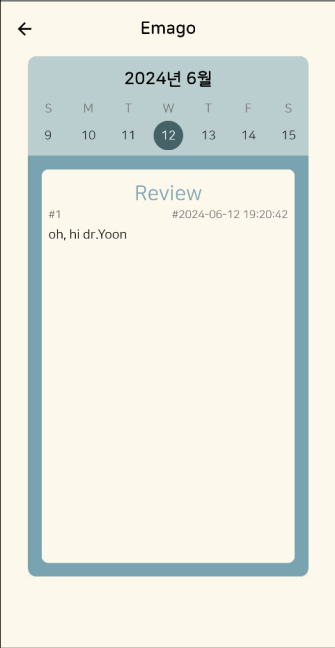 Emago
2024년 6월
S M T W T F S
9 10 11 12 13 14 15
Review
#1 #2024-06-12 19:20:42
oh, hi dr.Yoon